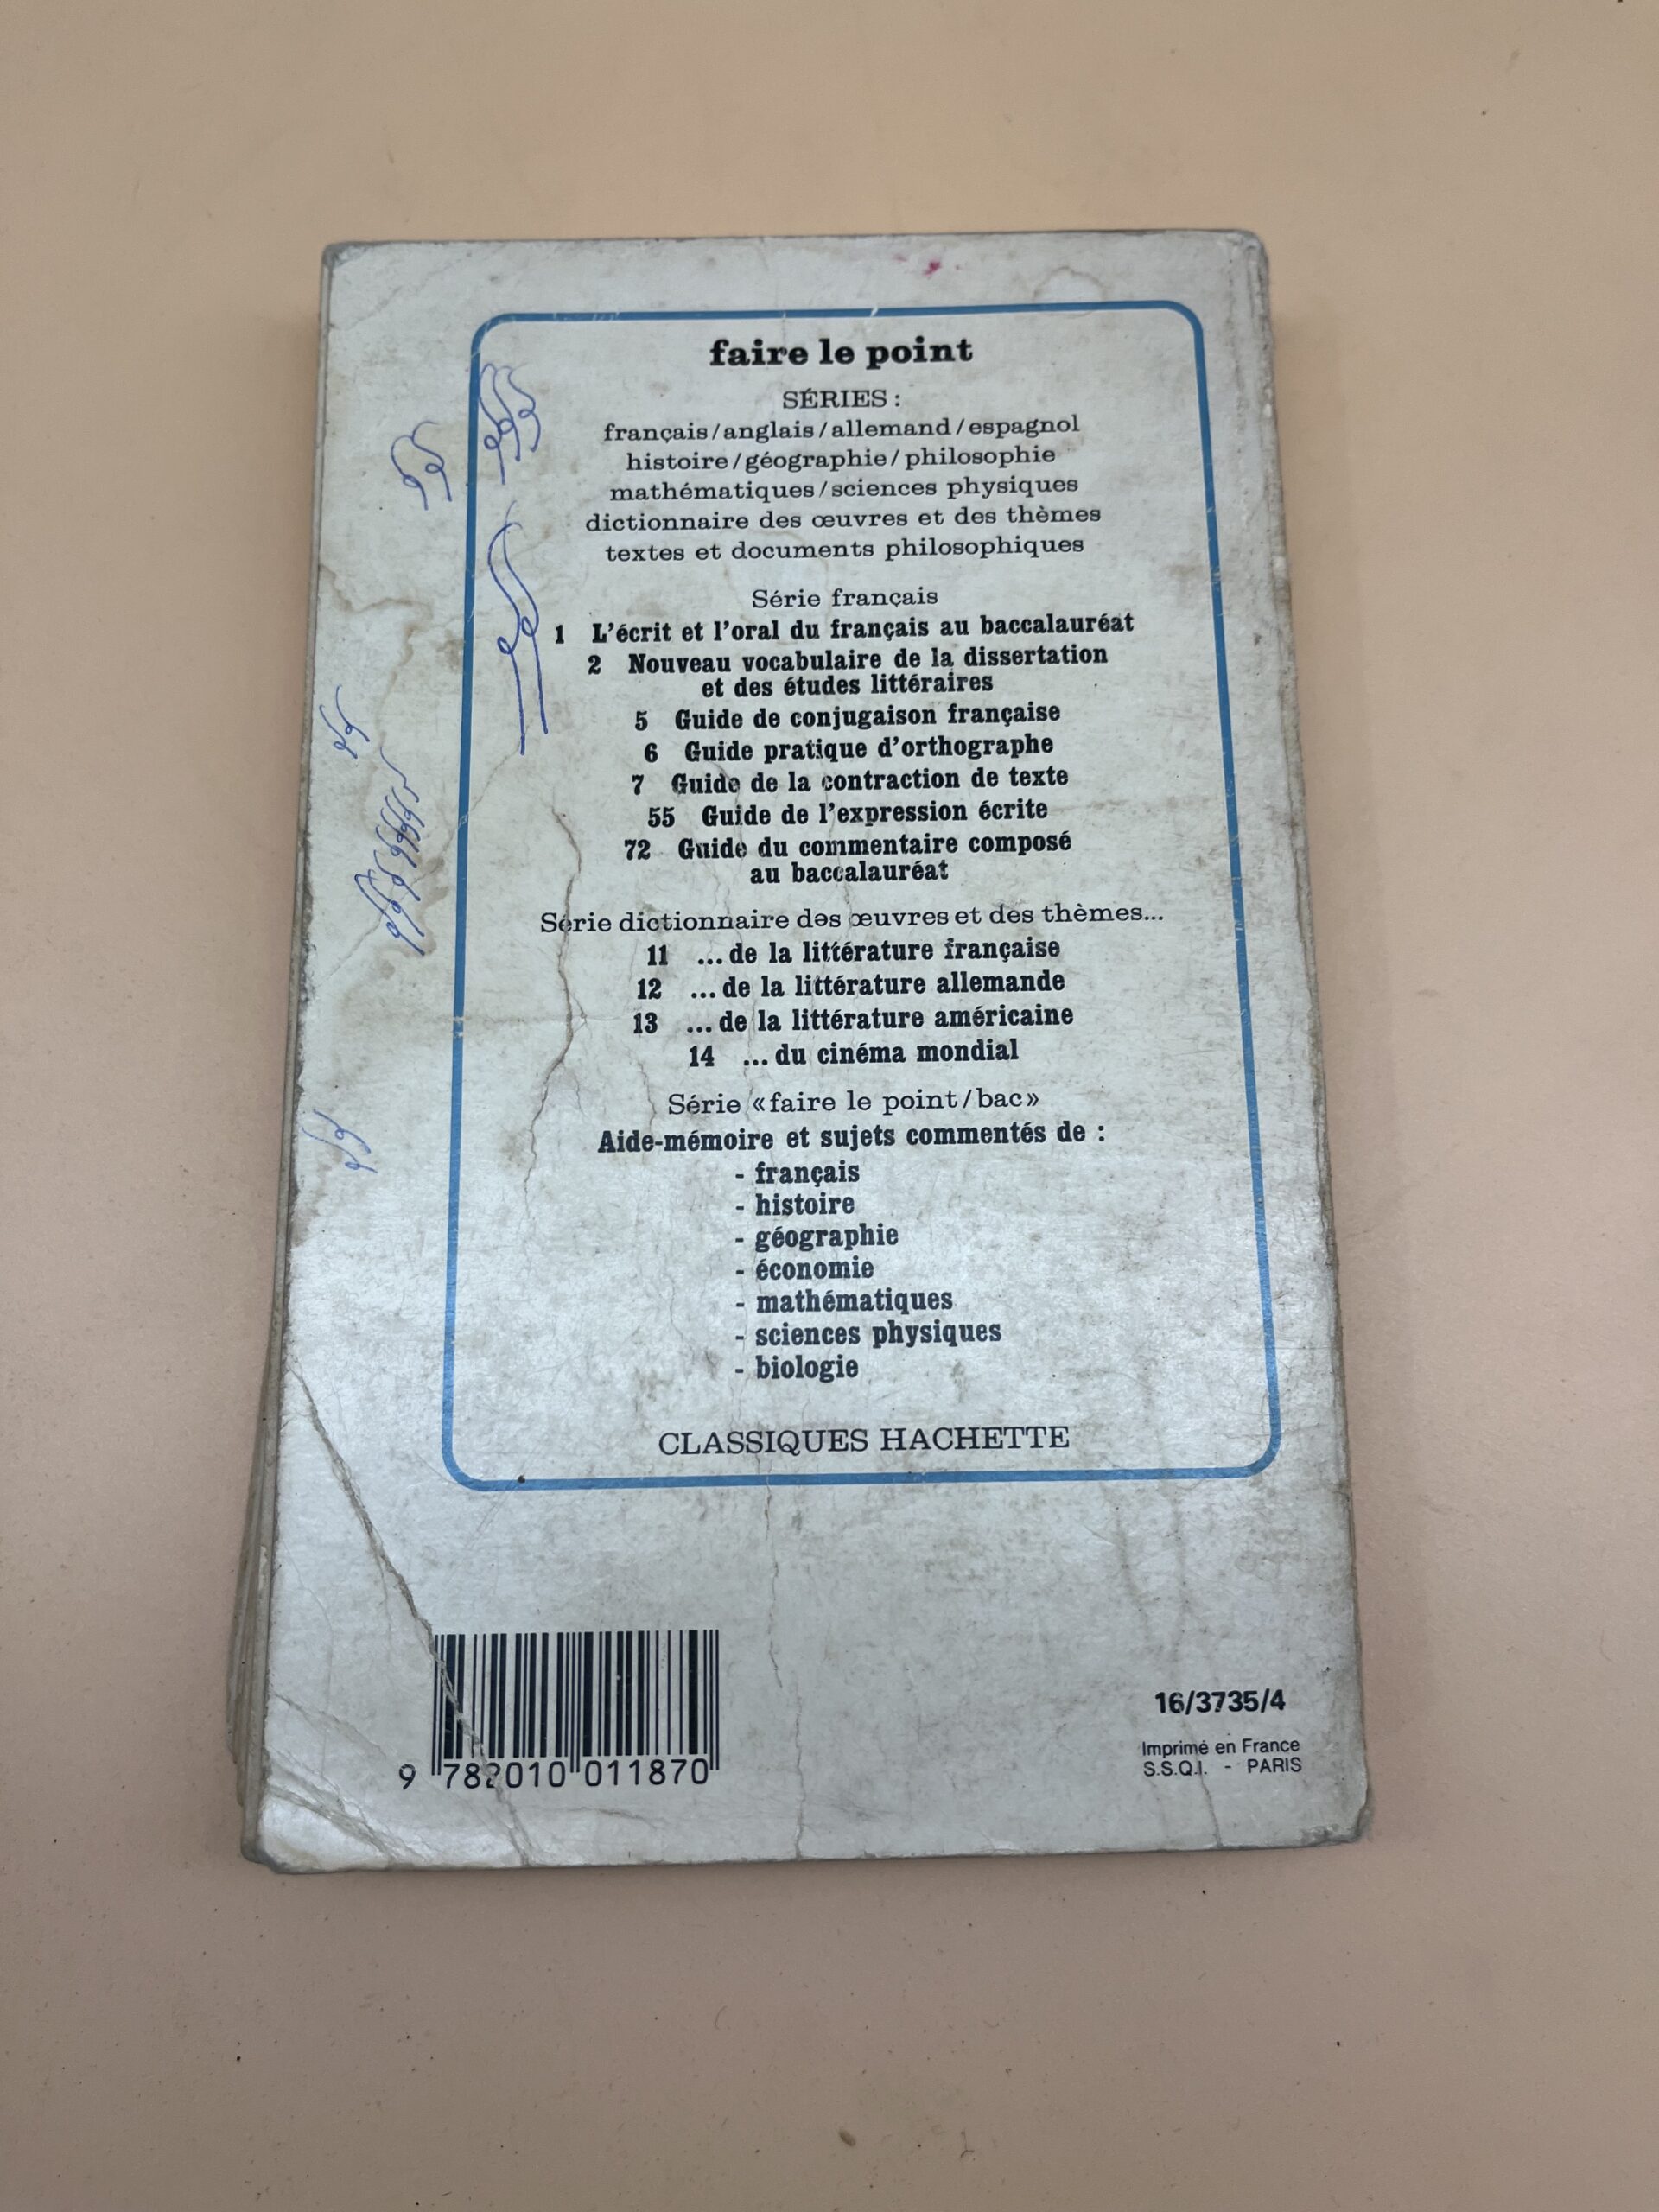 faire le point
SÉRIES :
français/anglais/allemand/espagnol
histoire/géographie/philosophie
mathématiques/sciences physiques
dictionnaire des œuvres et des thèmes
textes et documents philosophiques
Série français
1 L'écrit et l'oral du français au baccalauréat
2 Nouveau vocabulaire de la dissertation
et des études littéraires
5 Guide de conjugaison française
6 Guide pratique d'orthographe
7 Guide de la contraction de texte
55 Guide de l'expression écrite
72 Guide du commentaire composé
au baccalauréat
Série dictionnaire des œuvres et des thèmes...
11 ... de la littérature française
12 ... de la littérature allemande
13 ... de la littérature américaine
14 ... du cinéma mondial
Série «faire le point/bac»
Aide-mémoire et sujets commentés de :
- français
- histoire
- géographie
- économie
- mathématiques
- sciences physiques
- biologie
CLASSIQUES HACHETTE
16/3735/4
Imprimé en France
S.S.Q.I. - PARIS
9 782010 011870